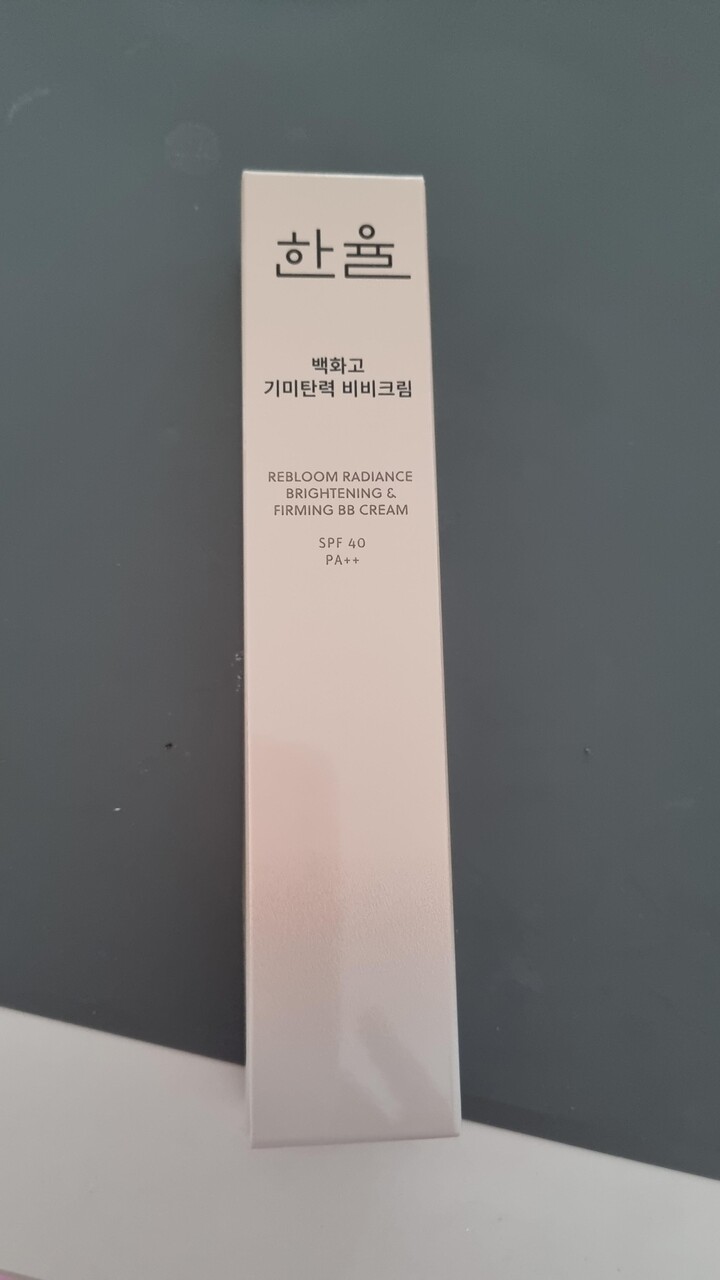 한율
백화고
기미탄력 비비크림
REBLOOM RADIANCE
BRIGHTENING &
FIRMING BB CREAM
SPF 40
PA++